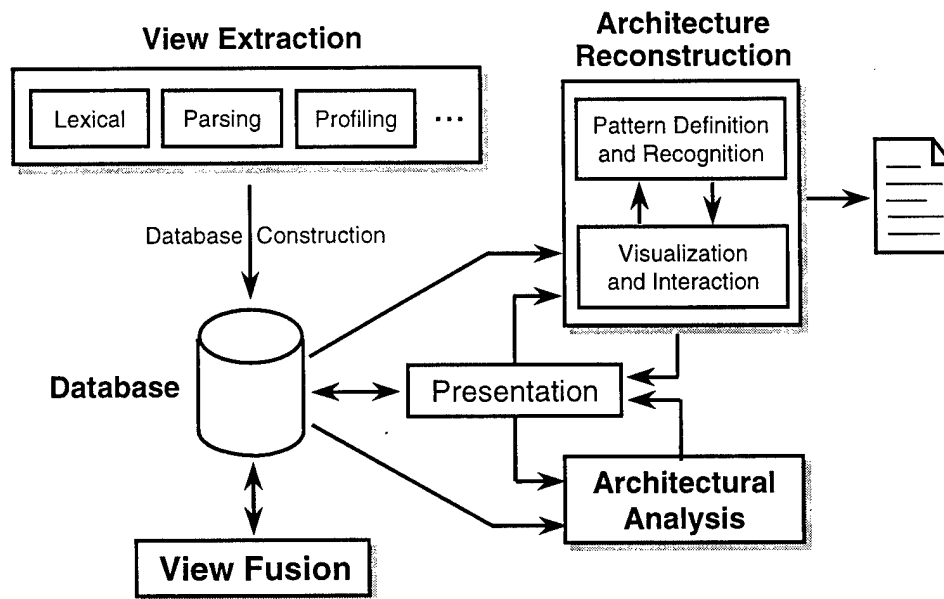 View Extraction
Lexical
Parsing
Profiling
...
Architecture
Reconstruction
Pattern Definition
and Recognition
Visualization
and Interaction
Database Construction
Database
Presentation
Architectural
Analysis
View Fusion